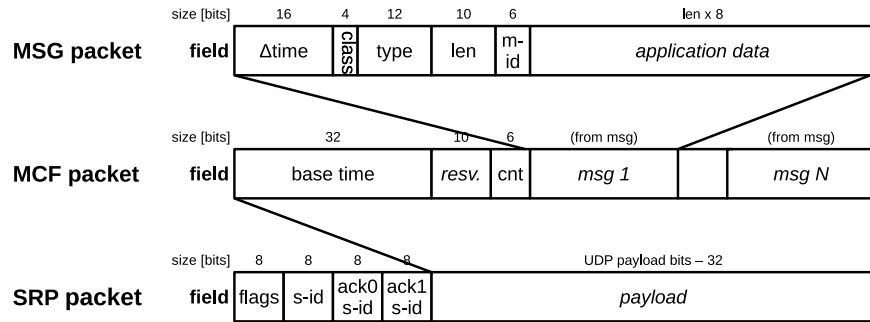 size [bits] 16 4 12 10 6 len x 8
MSG packet field Δtime class type len m-id application data
size [bits] 32 10 6 (from msg) (from msg)
MCF packet field base time resv. cnt msg 1 msg N
size [bits] 8 8 8 8 UDP payload bits – 32
SRP packet field flags s-id ack0 s-id ack1 s-id payload